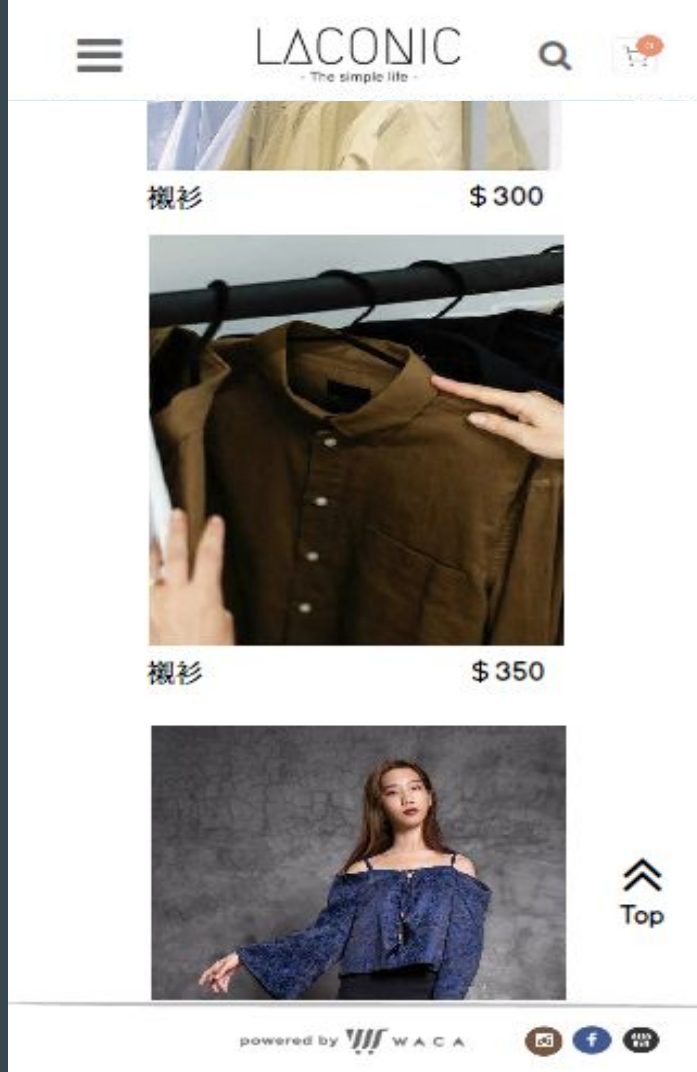 LACONIC
- The simple life -
襯衫 $ 300
襯衫 $ 350
Top
powered by WACA